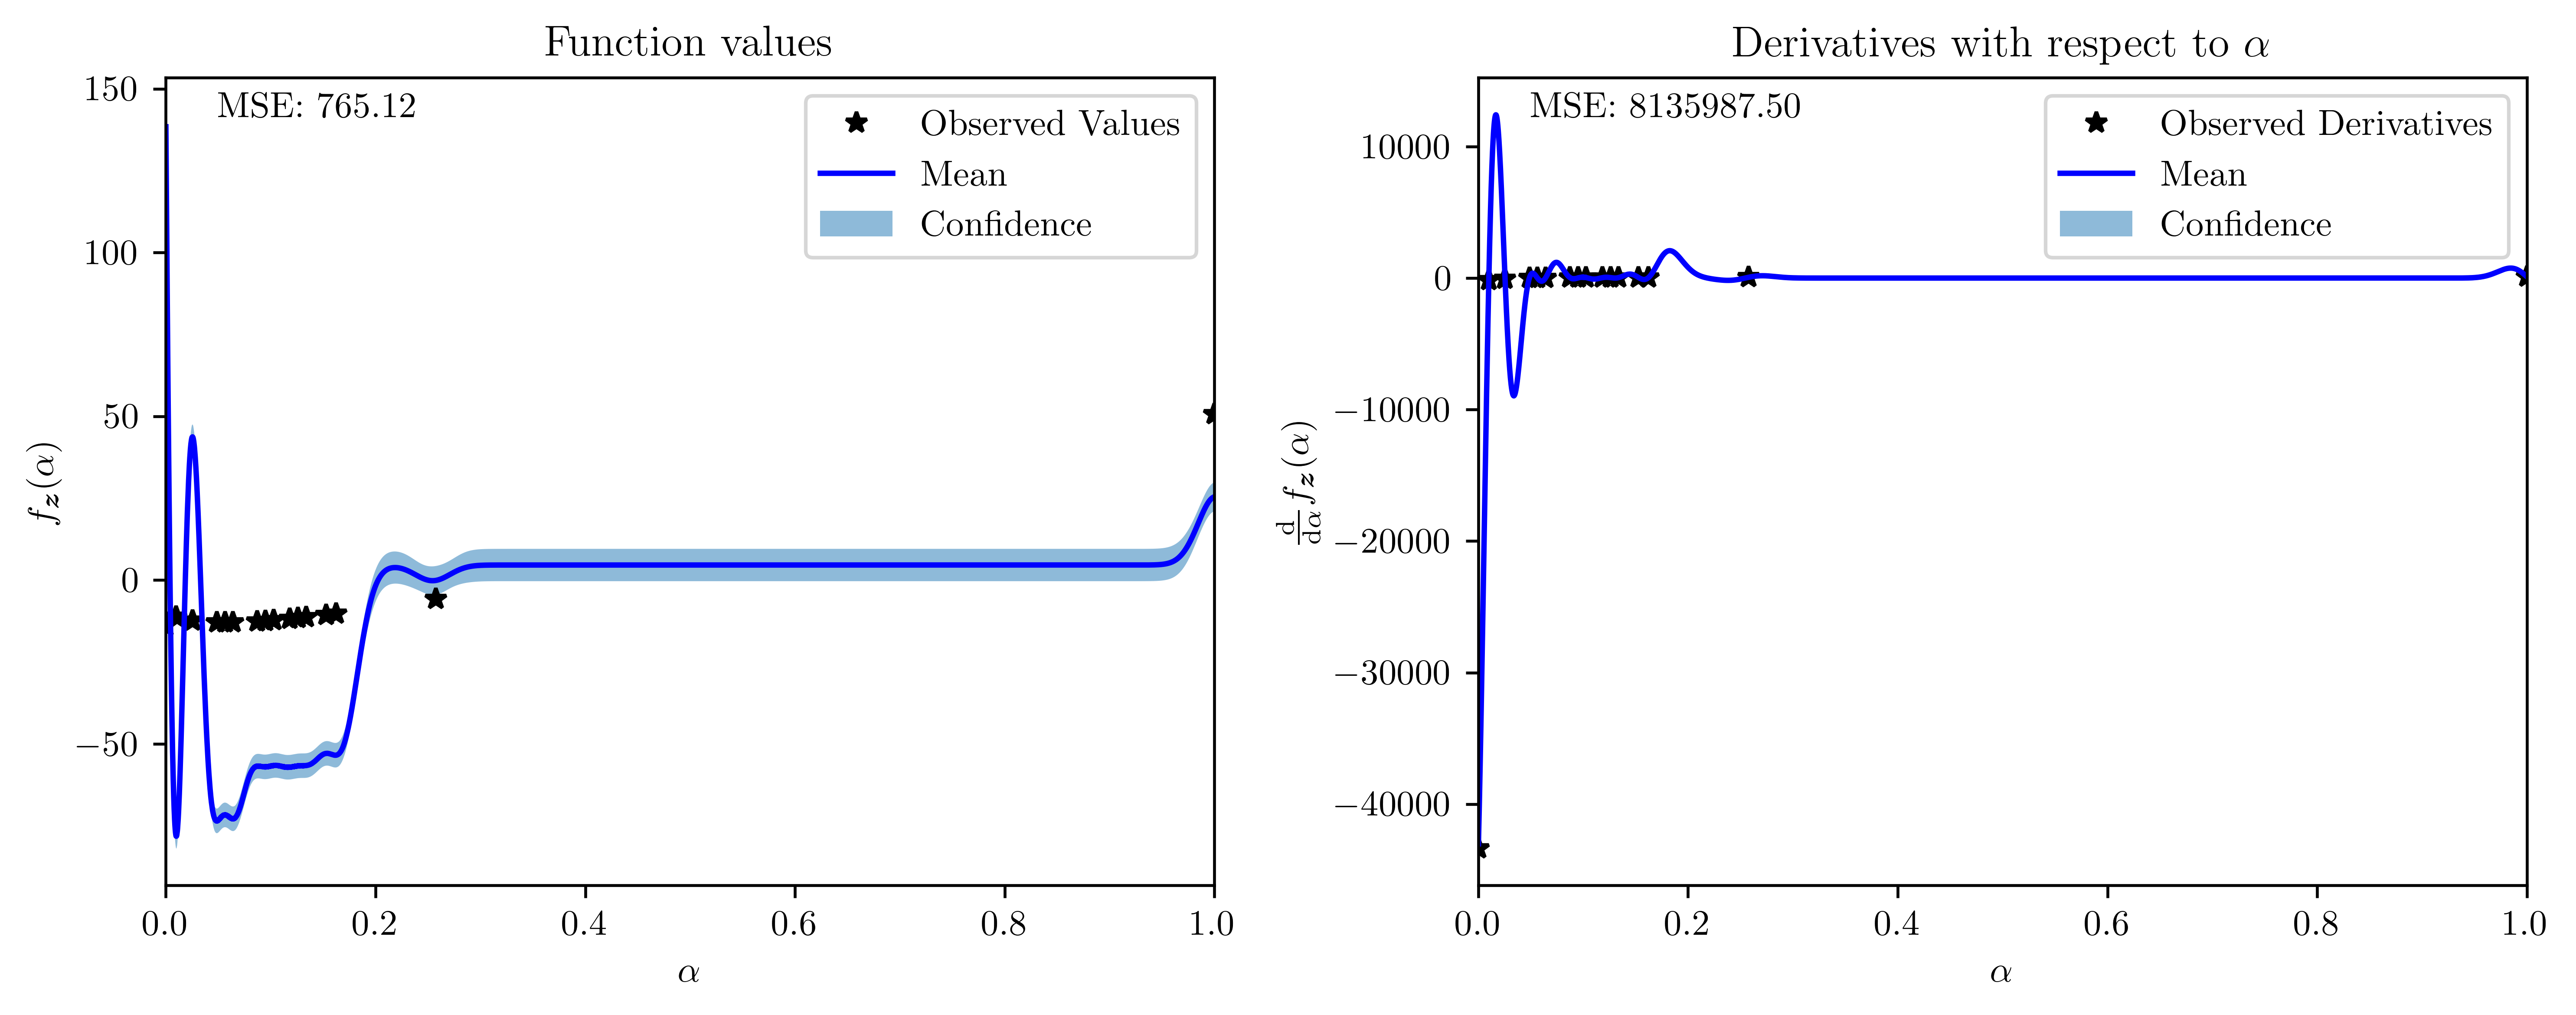 Function values
MSE: 765.12
Observed Values
Mean
Confidence
150
100
50
0
−50
f_z(α)
0.0 0.2 0.4 0.6 0.8 1.0
α
Derivatives with respect to α
MSE: 8135987.50
Observed Derivatives
Mean
Confidence
10000
0
−10000
−20000
−30000
−40000
d/dα f_z(α)
0.0 0.2 0.4 0.6 0.8 1.0
α